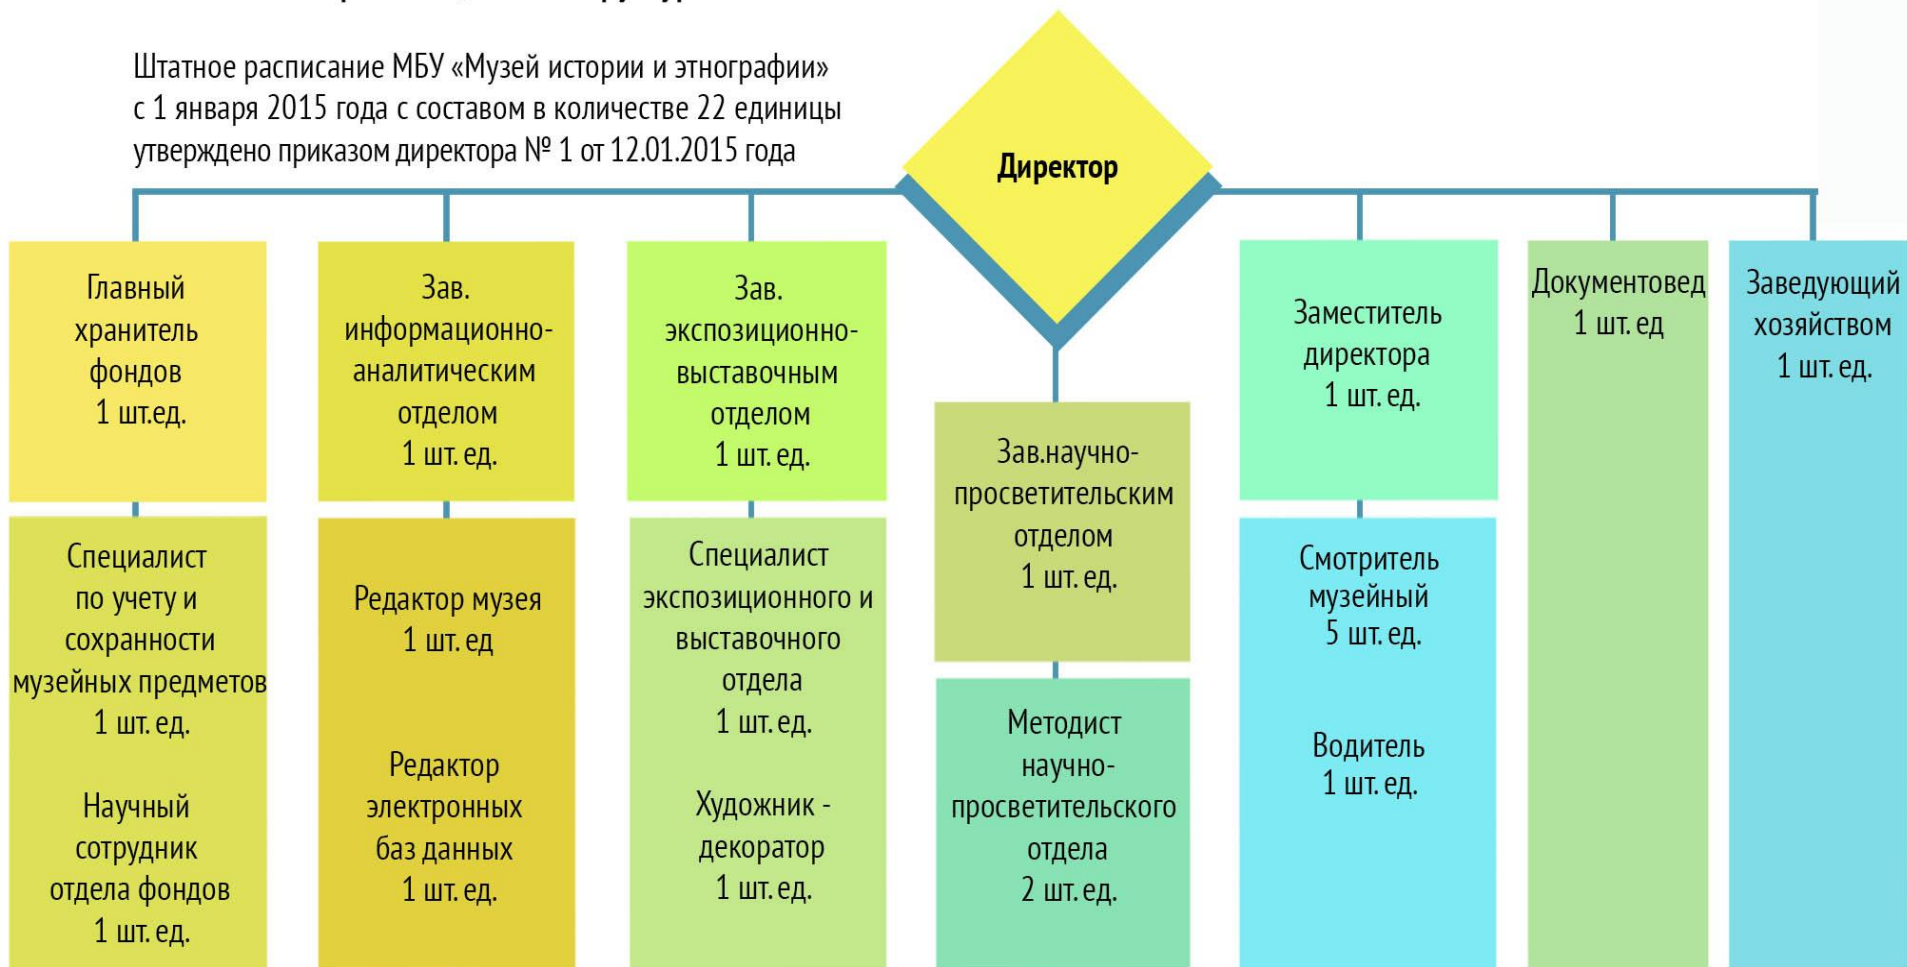 Штатное расписание МБУ «Музей истории и этнографии»
с 1 января 2015 года с составом в количестве 22 единицы
утверждено приказом директора № 1 от 12.01.2015 года
Директор
Главный
хранитель
фондов
1 шт.ед.
Специалист
по учету и
сохранности
музейных предметов
1 шт. ед.
Научный
сотрудник
отдела фондов
1 шт. ед.
Зав.
информационно-
аналитическим
отделом
1 шт. ед.
Редактор музея
1 шт. ед
Редактор
электронных
баз данных
1 шт. ед.
Зав.
экспозиционно-
выставочным
отделом
1 шт. ед.
Специалист
экспозиционного и
выставочного
отдела
1 шт. ед.
Художник -
декоратор
1 шт. ед.
Зав.научно-
просветительским
отделом
1 шт. ед.
Методист
научно-
просветительского
отдела
2 шт. ед.
Заместитель
директора
1 шт. ед.
Смотритель
музейный
5 шт. ед.
Водитель
1 шт. ед.
Документовед
1 шт. ед
Заведующий
хозяйством
1 шт. ед.